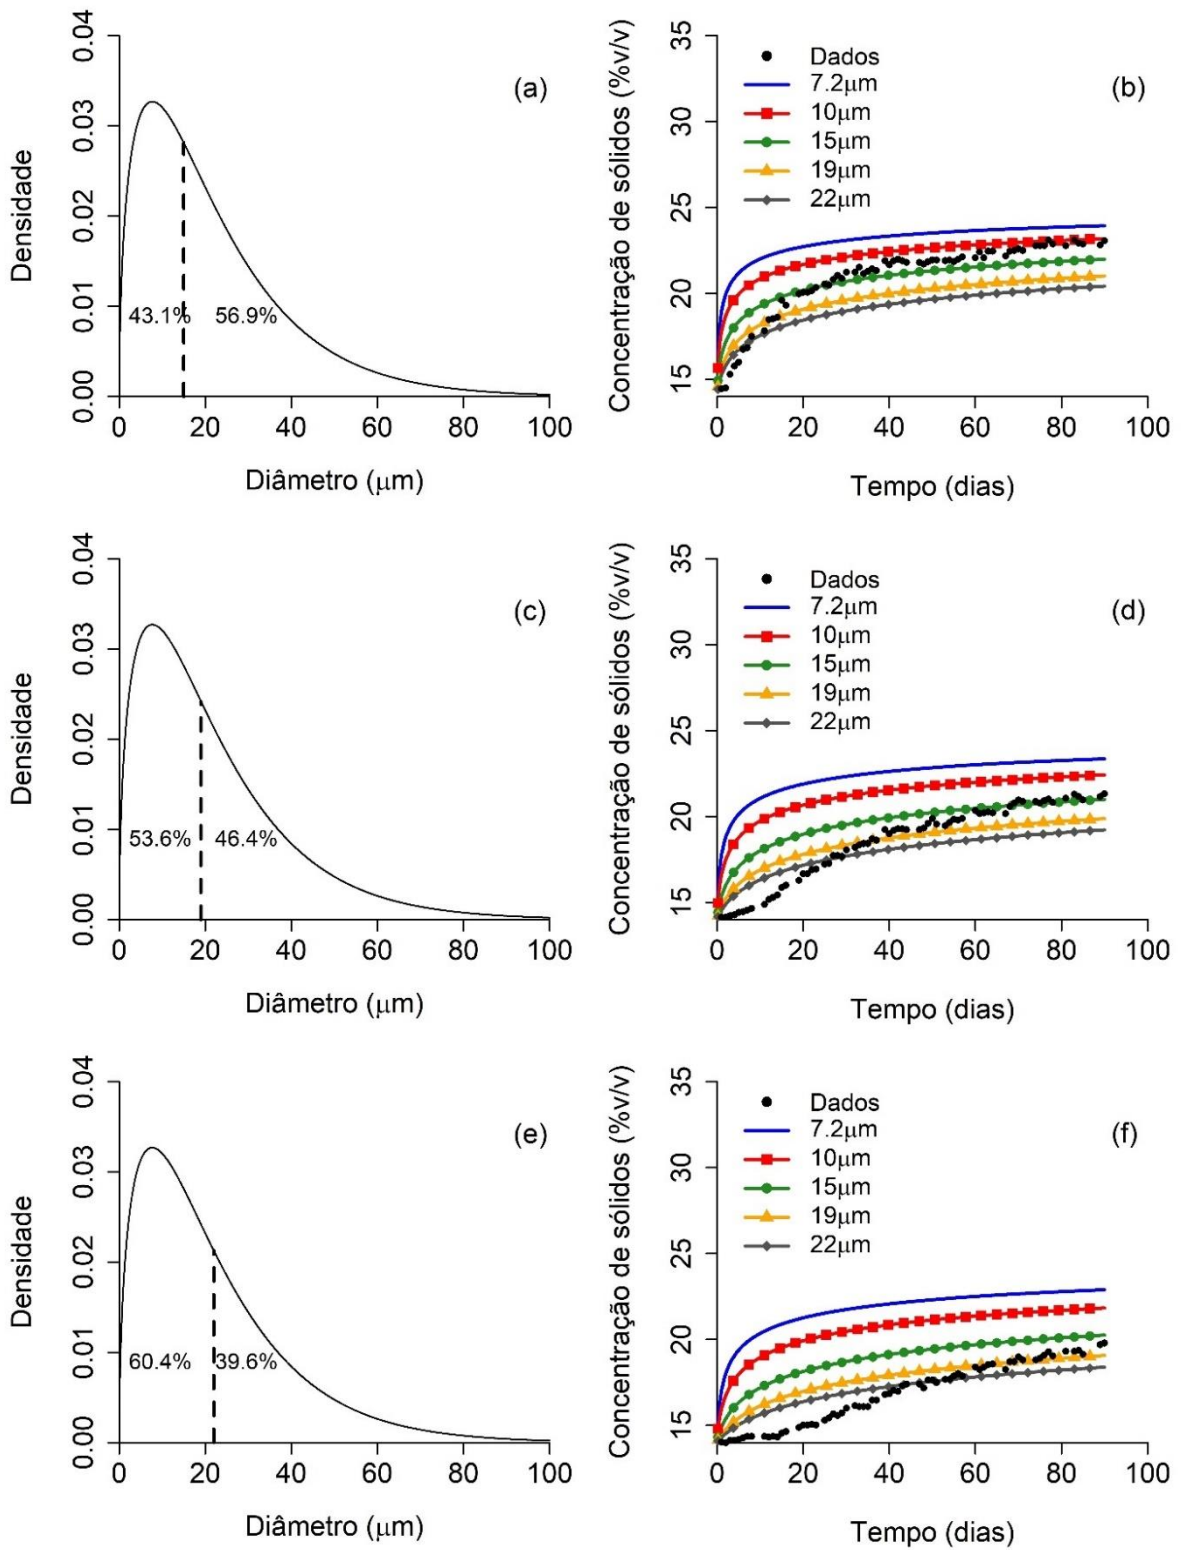 (a)
Densidade
0.00 0.01 0.02 0.03 0.04
43.1% 56.9%
0 20 40 60 80 100
Diâmetro (μm)
(b)
Concentração de sólidos (%v/v)
15 20 25 30 35
Dados
7.2μm
10μm
15μm
19μm
22μm
0 20 40 60 80 100
Tempo (dias)
(c)
Densidade
0.00 0.01 0.02 0.03 0.04
53.6% 46.4%
0 20 40 60 80 100
Diâmetro (μm)
(d)
Concentração de sólidos (%v/v)
15 20 25 30 35
Dados
7.2μm
10μm
15μm
19μm
22μm
0 20 40 60 80 100
Tempo (dias)
(e)
Densidade
0.00 0.01 0.02 0.03 0.04
60.4% 39.6%
0 20 40 60 80 100
Diâmetro (μm)
(f)
Concentração de sólidos (%v/v)
15 20 25 30 35
Dados
7.2μm
10μm
15μm
19μm
22μm
0 20 40 60 80 100
Tempo (dias)